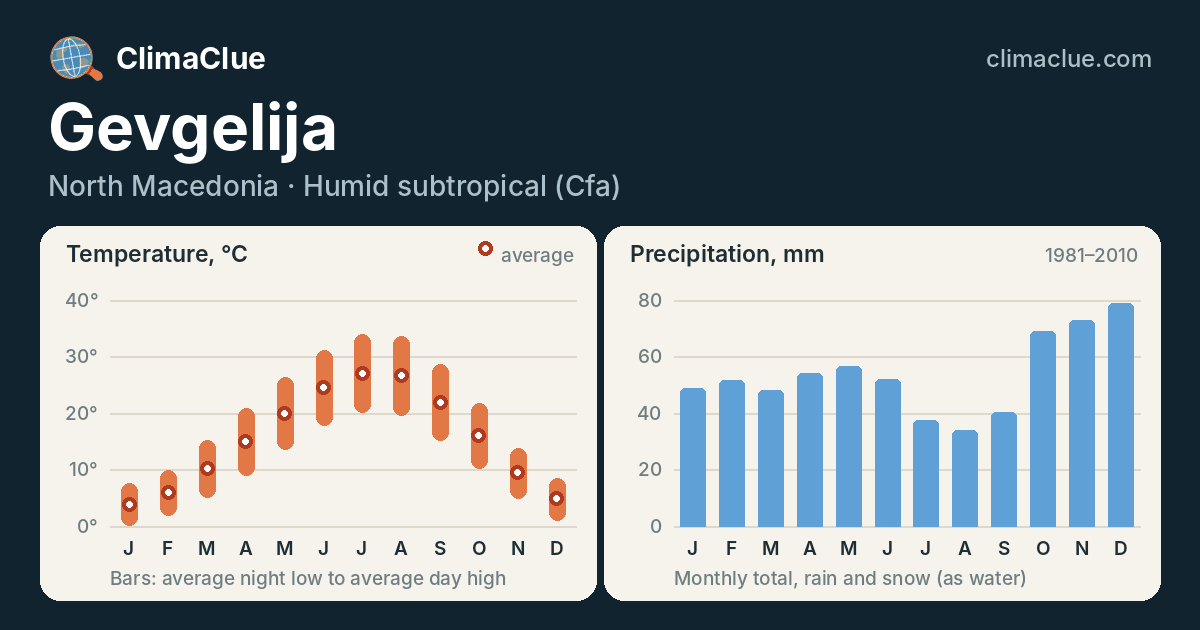 ClimaClue
climaclue.com
Gevgelija
North Macedonia · Humid subtropical (Cfa)
Temperature, °C
average
40°
30°
20°
10°
0°
J F M A M J J A S O N D
Bars: average night low to average day high
Precipitation, mm
1981–2010
80
60
40
20
0
J F M A M J J A S O N D
Monthly total, rain and snow (as water)